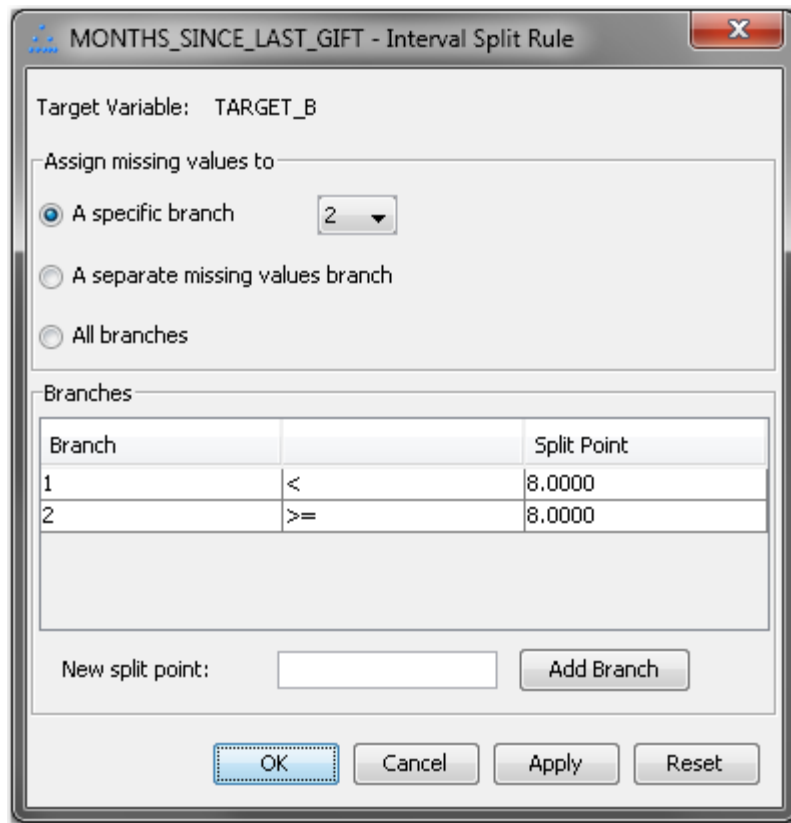 MONTHS_SINCE_LAST_GIFT - Interval Split Rule
Target Variable: TARGET_B
Assign missing values to
A specific branch 2
A separate missing values branch
All branches
Branches
Branch Split Point
1 < 8.0000
2 >= 8.0000
New split point: Add Branch
OK Cancel Apply Reset